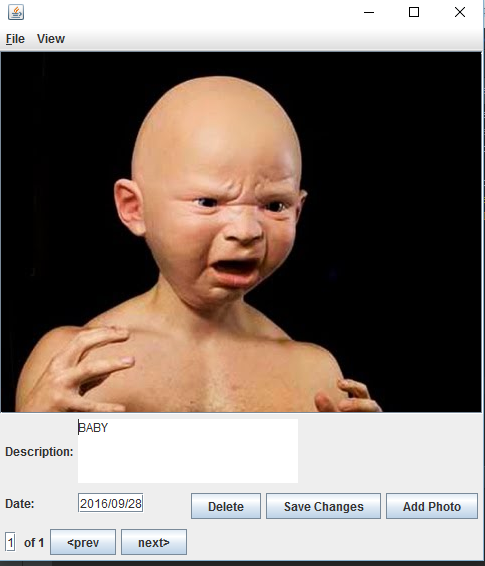 File View
Description: BABY
Date: 2016/09/28 Delete Save Changes Add Photo
1 of 1 <prev next>